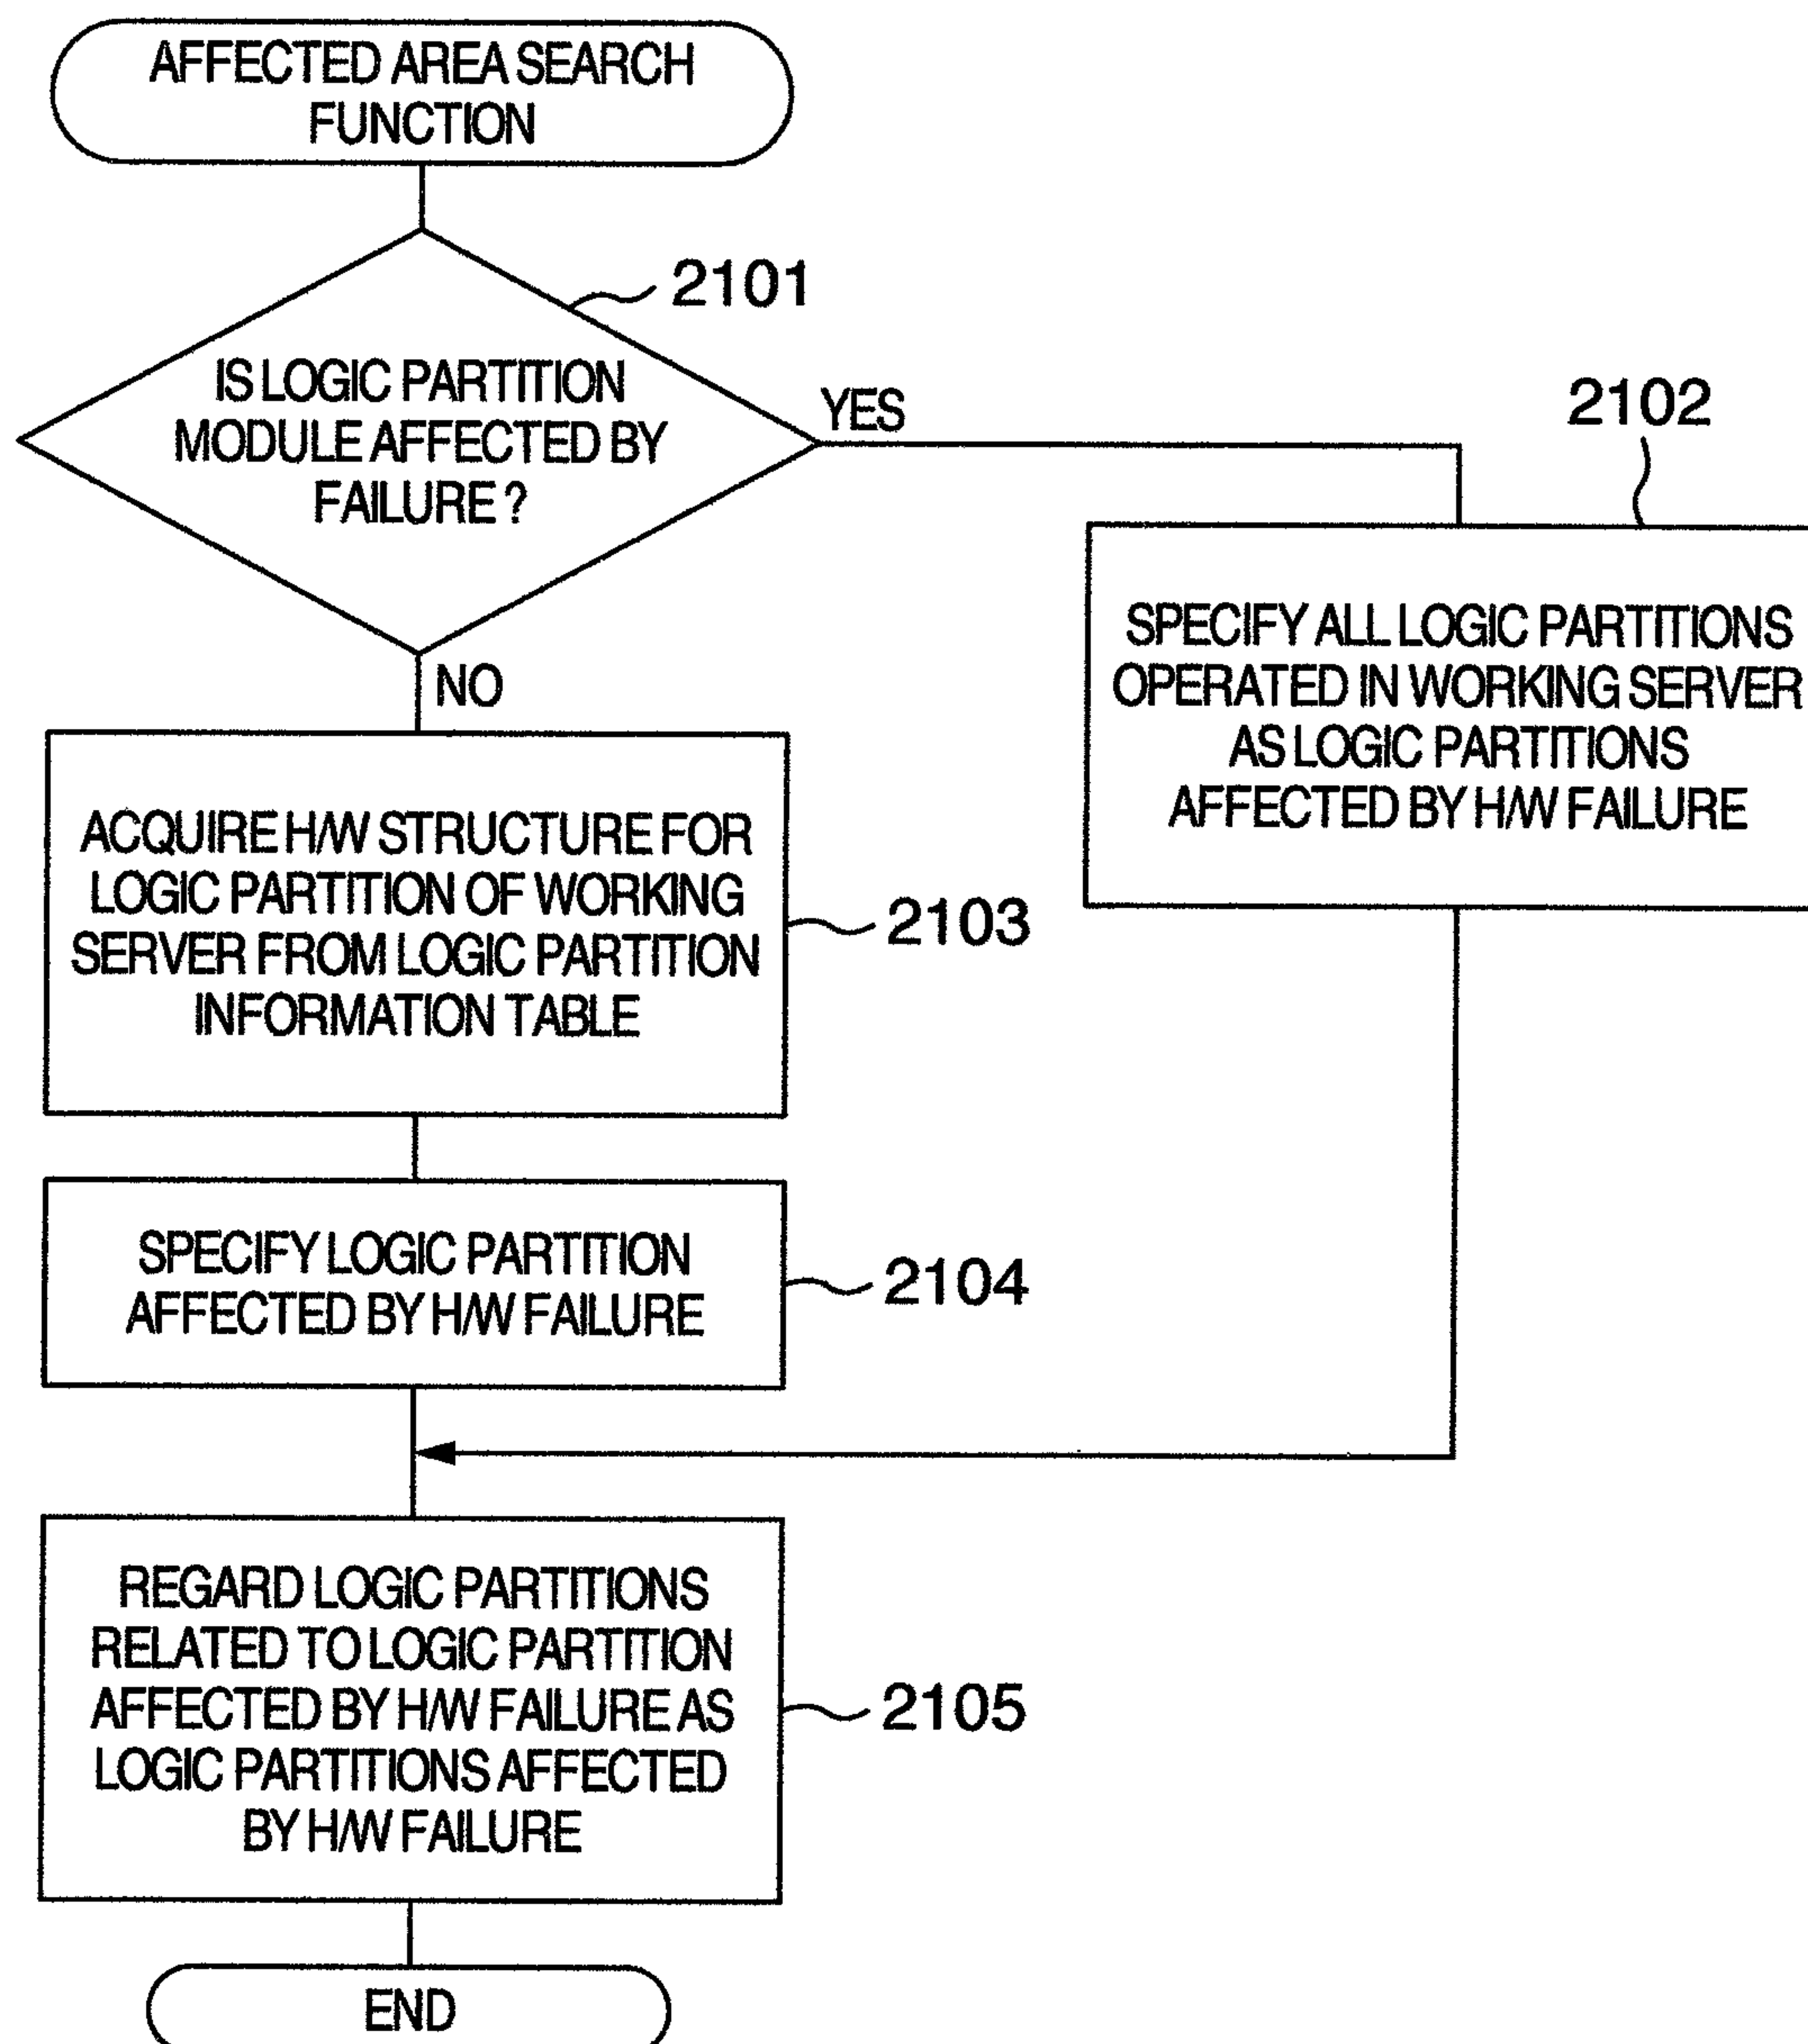 AFFECTED AREA SEARCH
FUNCTION
2101
IS LOGIC PARTITION
MODULE AFFECTED BY
FAILURE ?
YES
2102
SPECIFY ALL LOGIC PARTITIONS
OPERATED IN WORKING SERVER
AS LOGIC PARTITIONS
AFFECTED BY H/W FAILURE
NO
ACQUIRE H/W STRUCTURE FOR
LOGIC PARTITION OF WORKING
SERVER FROM LOGIC PARTITION
INFORMATION TABLE
2103
SPECIFY LOGIC PARTITION
AFFECTED BY H/W FAILURE
2104
REGARD LOGIC PARTITIONS
RELATED TO LOGIC PARTITION
AFFECTED BY H/W FAILURE AS
LOGIC PARTITIONS AFFECTED
BY H/W FAILURE
2105
END